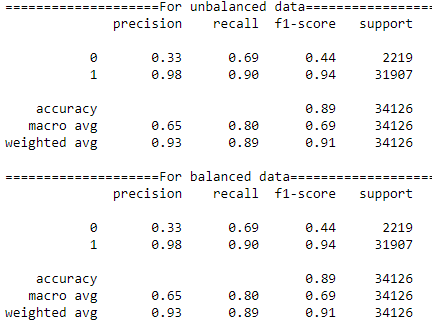 ====================For unbalanced data===================
precision recall f1-score support
0 0.33 0.69 0.44 2219
1 0.98 0.90 0.94 31907
accuracy 0.89 34126
macro avg 0.65 0.80 0.69 34126
weighted avg 0.93 0.89 0.91 34126
====================For balanced data===================
precision recall f1-score support
0 0.33 0.69 0.44 2219
1 0.98 0.90 0.94 31907
accuracy 0.89 34126
macro avg 0.65 0.80 0.69 34126
weighted avg 0.93 0.89 0.91 34126